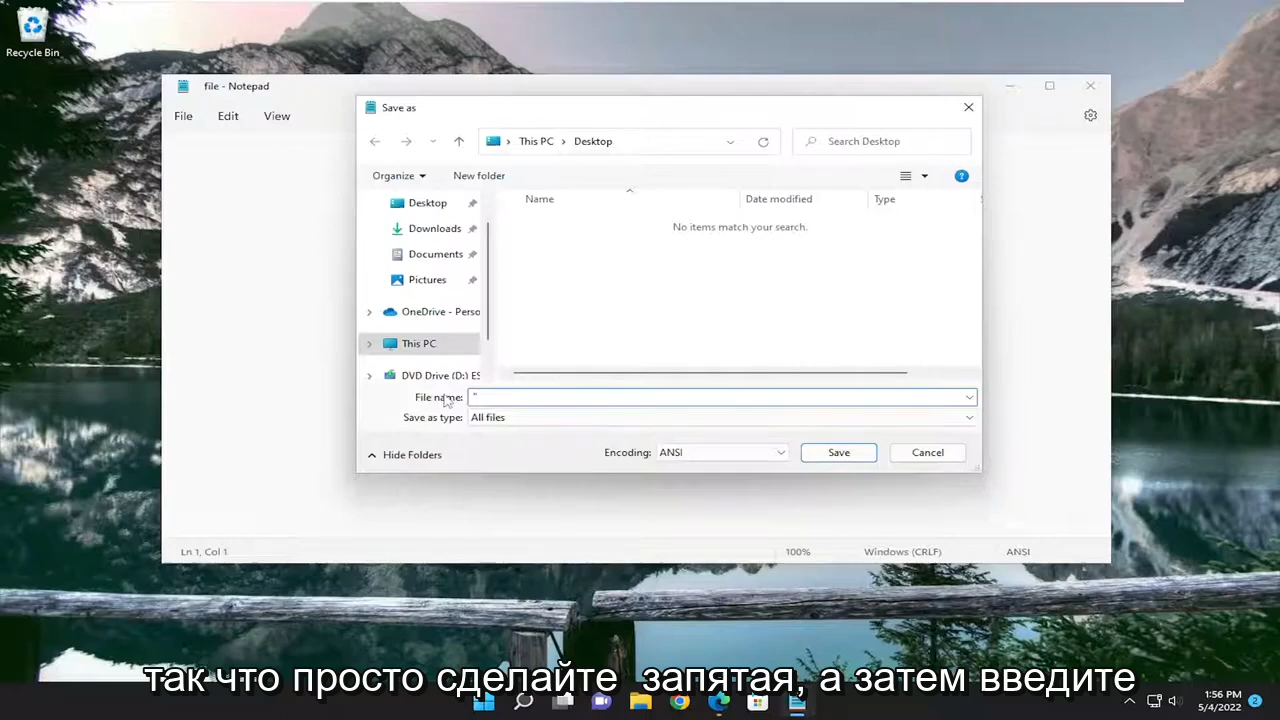 Recycle Bin
file - Notepad
File Edit View
Save as
This PC Desktop
Search Desktop
Organize New folder
Name Date modified Type
No items match your search.
Desktop
Downloads
Documents
Pictures
OneDrive - Perso
This PC
DVD Drive (D:) ES
File name: "
Save as type: All files
Hide Folders
Encoding: ANSI Save Cancel
Ln 1, Col 1 100% Windows (CRLF) ANSI
так что просто сделайте запятая, а затем введите
1:56 PM
5/4/2022 2